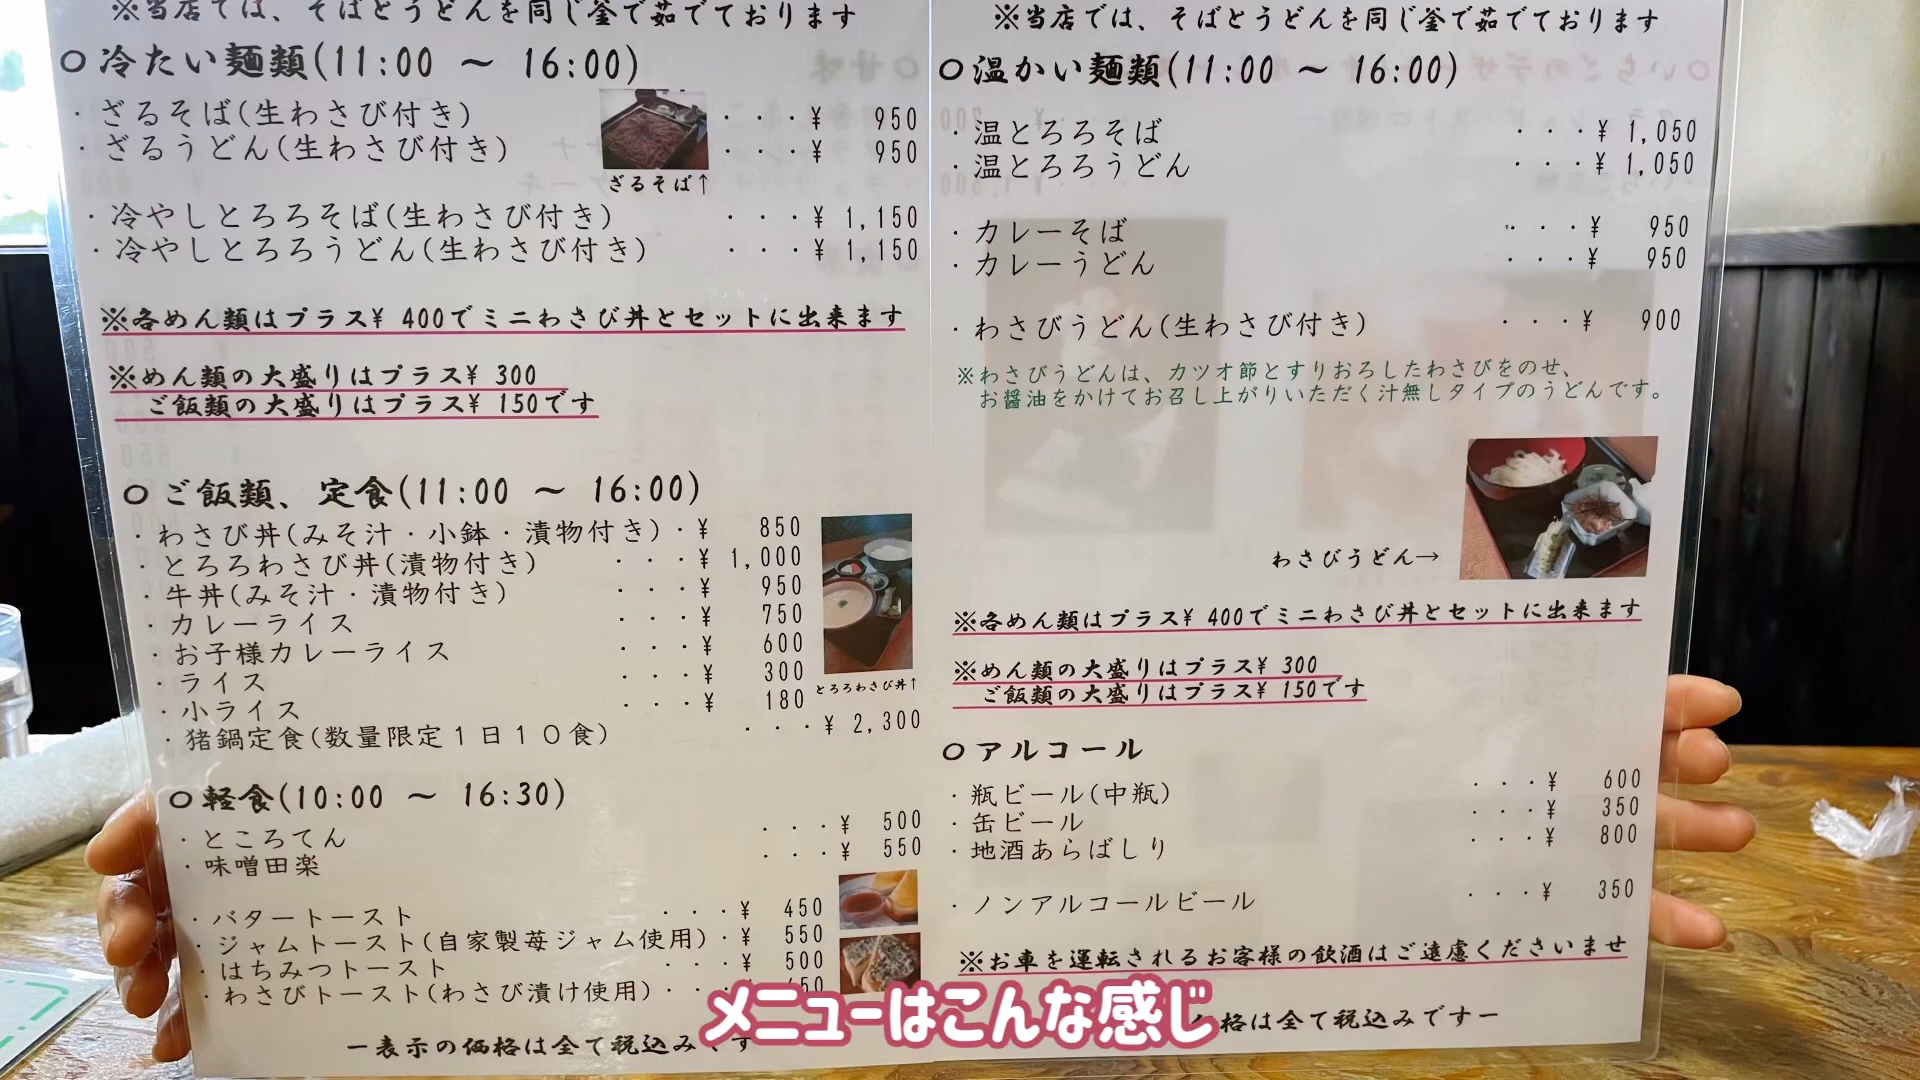 ※当店では、そばとうどんを同じ釜で茹でております
○冷たい麺類(11:00 ～ 16:00)
・ざるそば(生わさび付き) ・・・¥ 950
・ざるうどん(生わさび付き) ・・・¥ 950
ざるそば↑
・冷やしとろろそば(生わさび付き) ・・・¥ 1,150
・冷やしとろろうどん(生わさび付き) ・・・¥ 1,150
※各めん類はプラス¥ 400でミニわさび丼とセットに出来ます
※めん類の大盛りはプラス¥ 300
ご飯類の大盛りはプラス¥ 150です
○ご飯類、定食(11:00 ～ 16:00)
・わさび丼(みそ汁・小鉢・漬物付き)・¥ 850
・とろろわさび丼(漬物付き) ・・・¥ 1,000
・牛丼(みそ汁・漬物付き) ・・・¥ 950
・カレーライス ・・・¥ 750
・お子様カレーライス ・・・¥ 600
・ライス ・・・¥ 300
・小ライス ・・・¥ 180
とろろわさび丼↑
・猪鍋定食(数量限定１日１０食) ・・・¥ 2,300
○軽食(10:00 ～ 16:30)
・ところてん ・・・¥ 500
・味噌田楽 ・・・¥ 550
・バタートースト ・・・¥ 450
・ジャムトースト(自家製苺ジャム使用)・¥ 550
・はちみつトースト ・・・¥ 500
・わさびトースト(わさび漬け使用)・・・
ー表示の価格は全て税込み
※当店では、そばとうどんを同じ釜で茹でております
○温かい麺類(11:00 ～ 16:00)
・温とろろそば ・・・¥ 1,050
・温とろろうどん ・・・¥ 1,050
・カレーそば ・・・¥ 950
・カレーうどん ・・・¥ 950
・わさびうどん(生わさび付き) ・・・¥ 900
※わさびうどんは、カツオ節とすりおろしたわさびをのせ、
お醤油をかけてお召し上がりいただく汁無しタイプのうどんです。
わさびうどん→
※各めん類はプラス¥ 400でミニわさび丼とセットに出来ます
※めん類の大盛りはプラス¥ 300
ご飯類の大盛りはプラス¥ 150です
○アルコール
・瓶ビール(中瓶) ・・・¥ 600
・缶ビール ・・・¥ 350
・地酒あらばしり ・・・¥ 800
・ノンアルコールビール ・・・¥ 350
※お車を運転されるお客様の飲酒はご遠慮くださいませ
格は全て税込みですー
メニューはこんな感じ